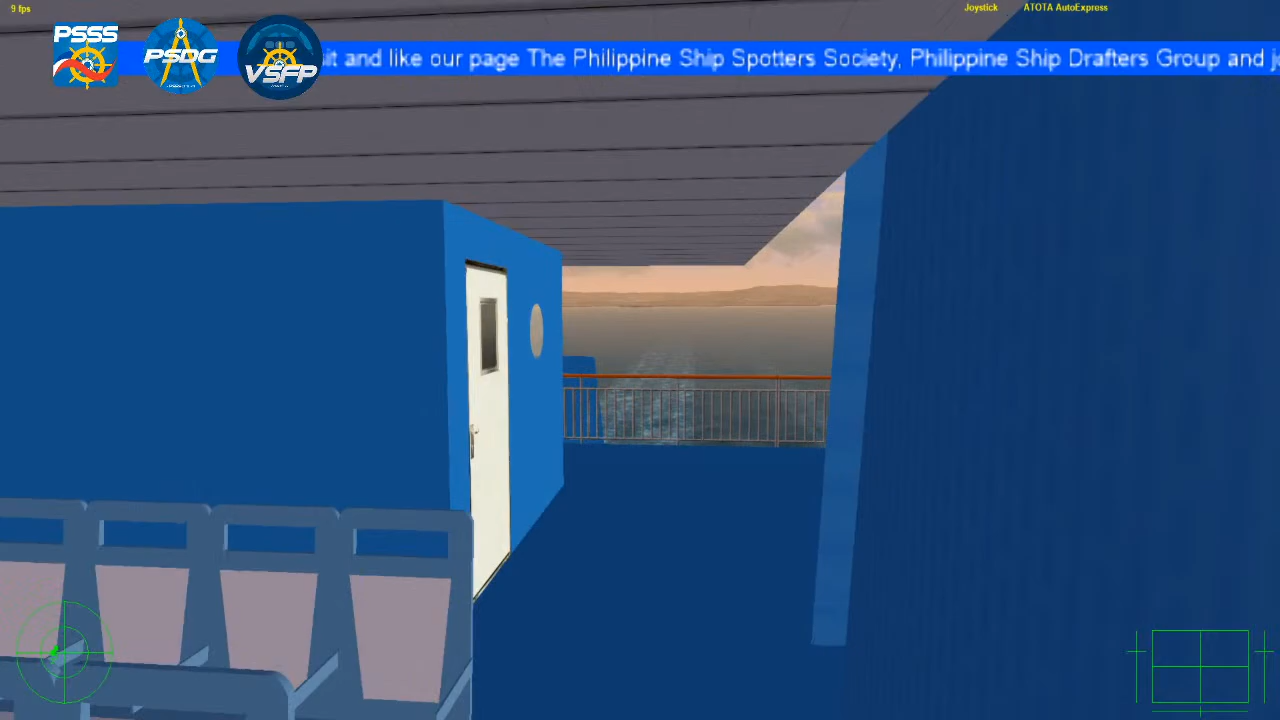 9 fps
Joystick
ATOTA AutoExpress
PSSS
PSDG
VSFP
it and like our page The Philippine Ship Spotters Society, Philippine Ship Drafters Group and j